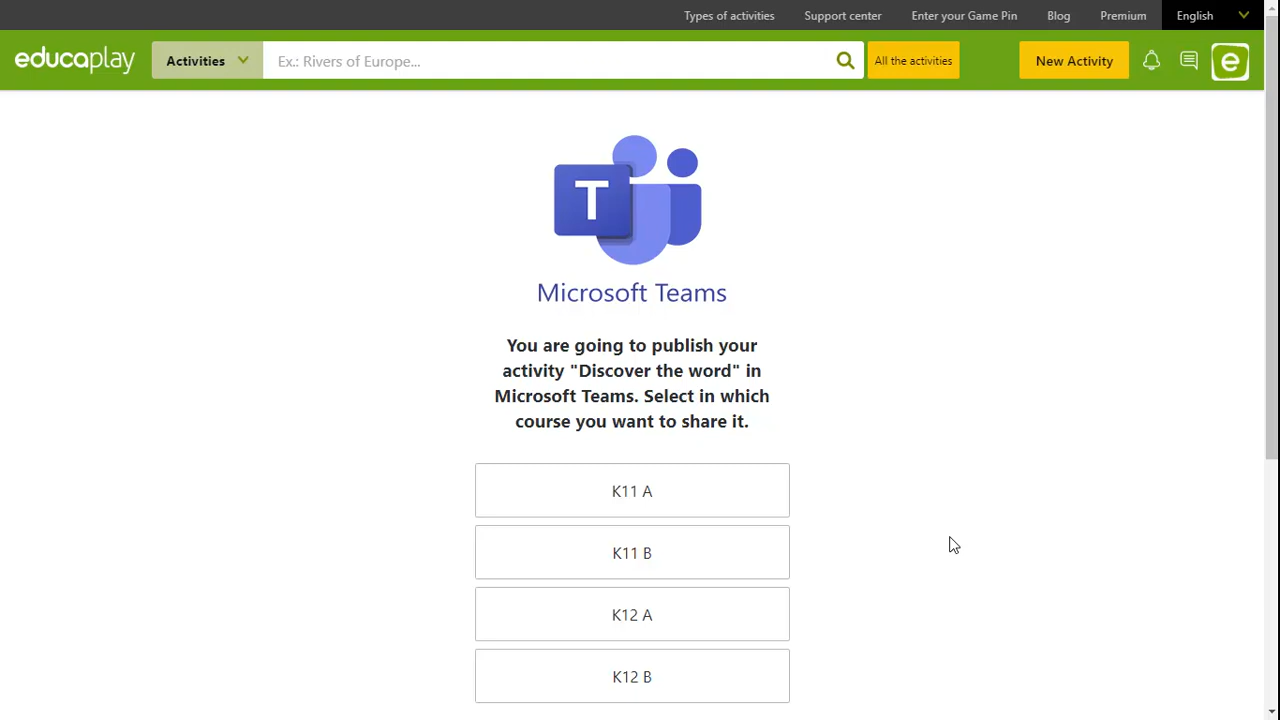 Types of activities Support center Enter your Game Pin Blog Premium English
educaplay Activities Ex.: Rivers of Europe... All the activities New Activity e
T
Microsoft Teams
You are going to publish your
activity "Discover the word" in
Microsoft Teams. Select in which
course you want to share it.
K11 A
K11 B
K12 A
K12 B